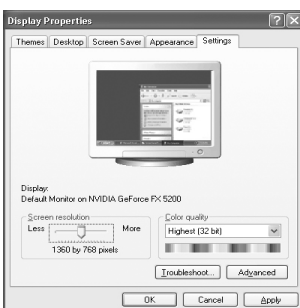 Display Properties
Themes Desktop Screen Saver Appearance Settings
Display:
Default Monitor on NVIDIA GeForce FX 5200
Screen resolution
Less More
1360 by 768 pixels
Color quality
Highest (32 bit)
Troubleshoot... Advanced
OK Cancel Apply